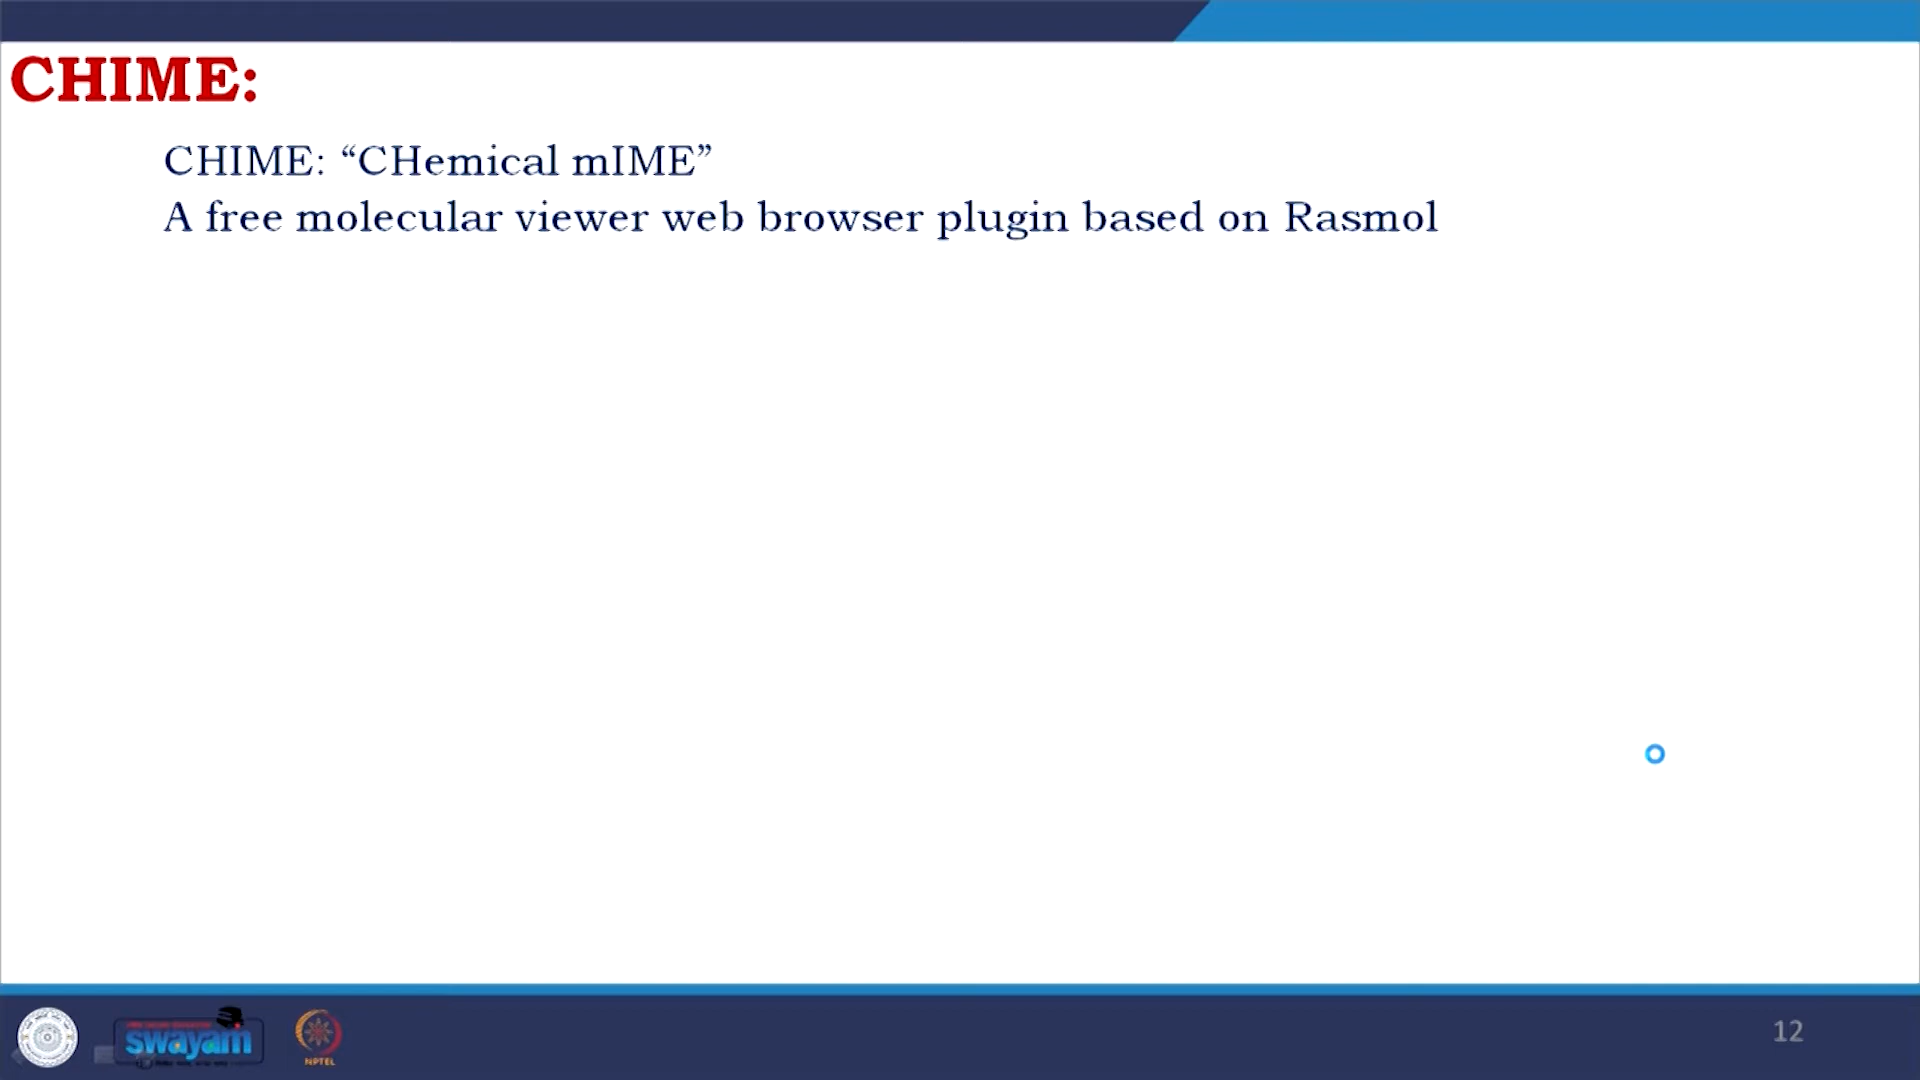 CHIME:
CHIME: “CHemical mIME”
A free molecular viewer web browser plugin based on Rasmol
swayam
NPTEL
12